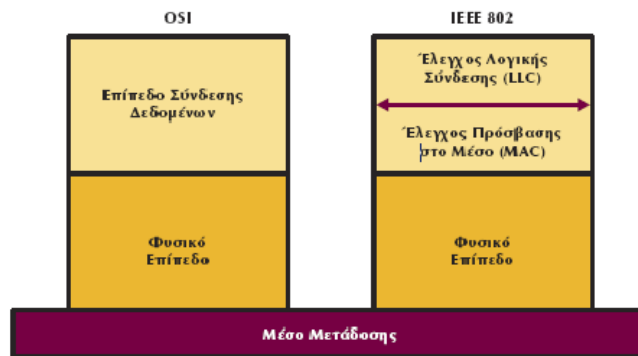 OSI
IEEE 802
Επίπεδο Σύνδεσης
Δεδομένων
Έλεγχος Λογικής
Σύνδεσης (LLC)
Έλεγχος Πρόσβασης
στο Μέσο (MAC)
Φυσικό
Επίπεδο
Φυσικό
Επίπεδο
Μέσο Μετάδοσης